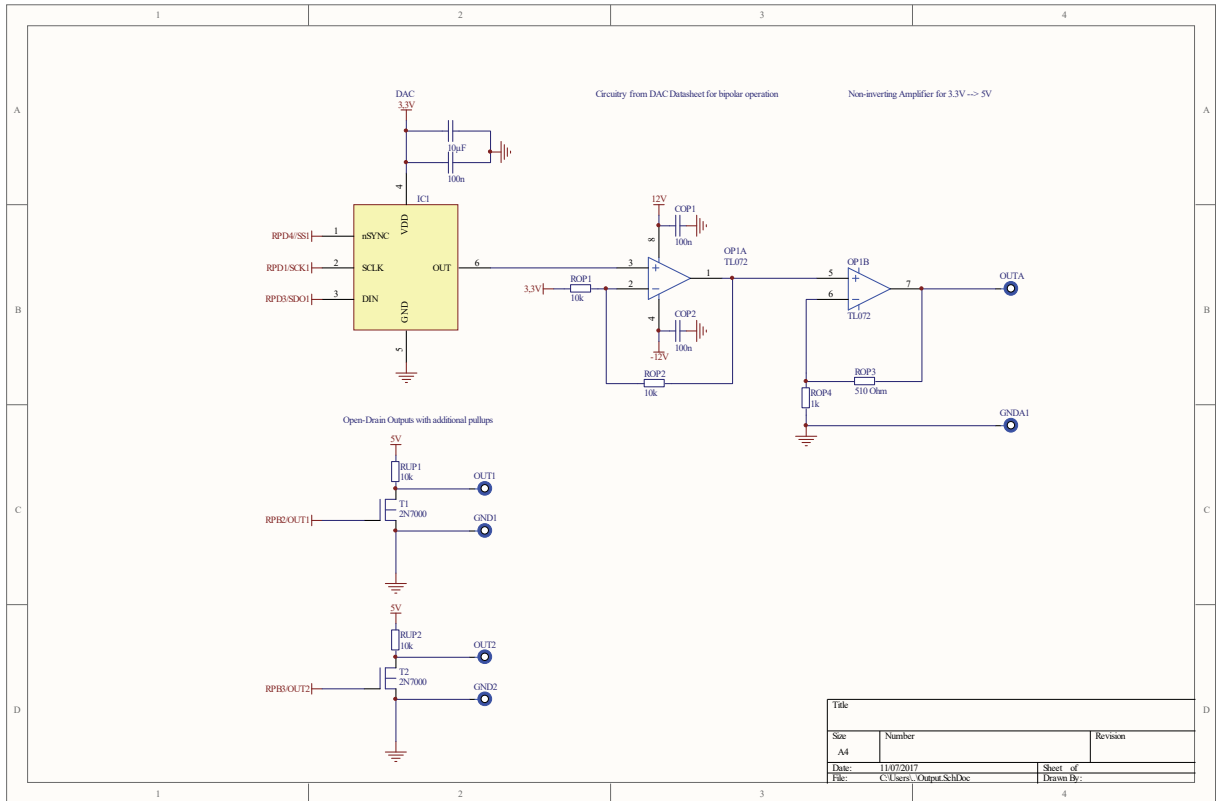 1 2 3 4
A A
DAC
3,3V
Circuitry from DAC Datasheet for bipolar operation
Non-inverting Amplifier for 3.3V --> 5V
10µF
100n
4
IC1
B B
RPD4//SS1
1
nSYNC
VDD
RPD1/SCK1
2
SCLK
OUT
6
RPD3/SDO1
3
DIN
GND
5
12V
COP1
100n
8
OP1A
TL072
3
2
1
ROP1
3,3V
10k
4
COP2
100n
-12V
ROP2
10k
OP1B
5
6
7
TL072
OUTA
ROP3
510 Ohm
ROP4
1k
GNDA1
Open-Drain Outputs with additional pullups
5V
RUP1
10k
OUT1
C C
T1
2N7000
RPB2/OUT1
GND1
5V
RUP2
10k
OUT2
T2
2N7000
RPB3/OUT2
GND2
D D
Title
Size
Number
Revision
A4
Date:
11/07/2017
Sheet of
File:
C:\Users\..\Output.SchDoc
Drawn By:
1 2 3 4